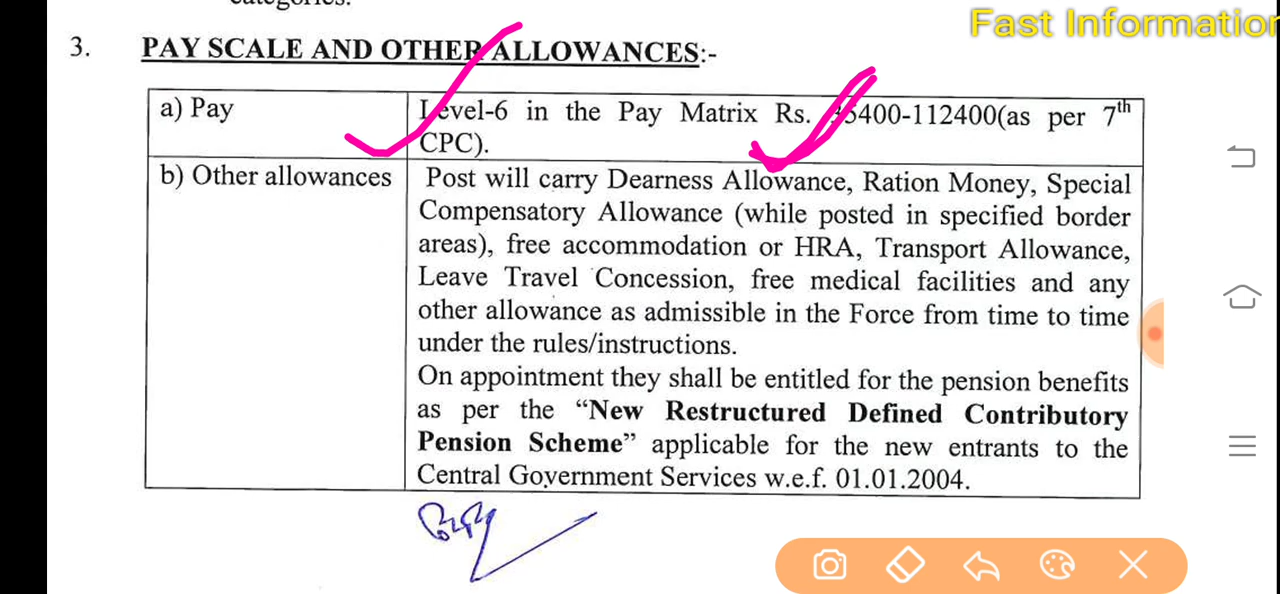 Fast Information
3. PAY SCALE AND OTHER ALLOWANCES:-
a) Pay
Level-6 in the Pay Matrix Rs. 35400-112400(as per 7th
CPC).
b) Other allowances
Post will carry Dearness Allowance, Ration Money, Special
Compensatory Allowance (while posted in specified border
areas), free accommodation or HRA, Transport Allowance,
Leave Travel Concession, free medical facilities and any
other allowance as admissible in the Force from time to time
under the rules/instructions.
On appointment they shall be entitled for the pension benefits
as per the “New Restructured Defined Contributory
Pension Scheme” applicable for the new entrants to the
Central Government Services w.e.f. 01.01.2004.